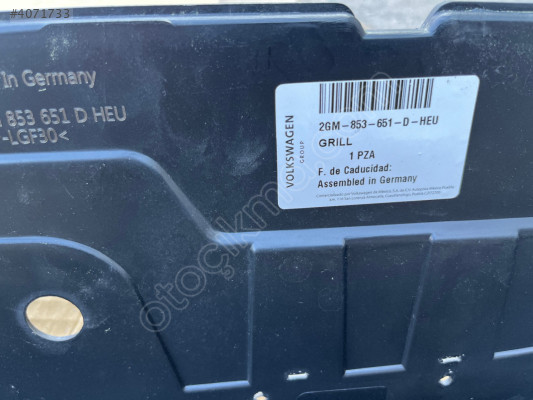 #4071733
In Germany
853 651 D HEU
-LGF30<
VOLKSWAGEN
GROUP
2GM-853-651-D-HEU
GRILL
1 PZA
F. de Caducidad:
Assembled in Germany